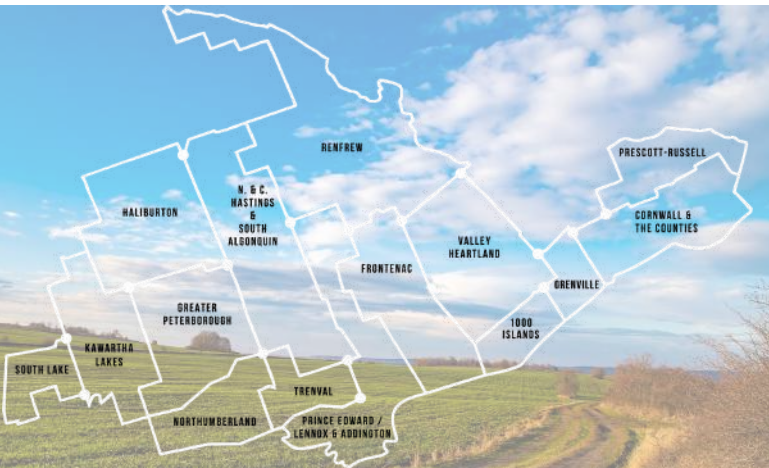 RENFREW
PRESCOTT-RUSSELL
N. & C.
HASTINGS
&
SOUTH
ALGONQUIN
HALIBURTON
CORNWALL &
THE COUNTIES
VALLEY
HEARTLAND
FRONTENAC
GRENVILLE
GREATER
PETERBOROUGH
1000
ISLANDS
KAWARTHA
LAKES
SOUTH LAKE
TRENVAL
NORTHUMBERLAND
PRINCE EDWARD /
LENNOX & ADDINGTON